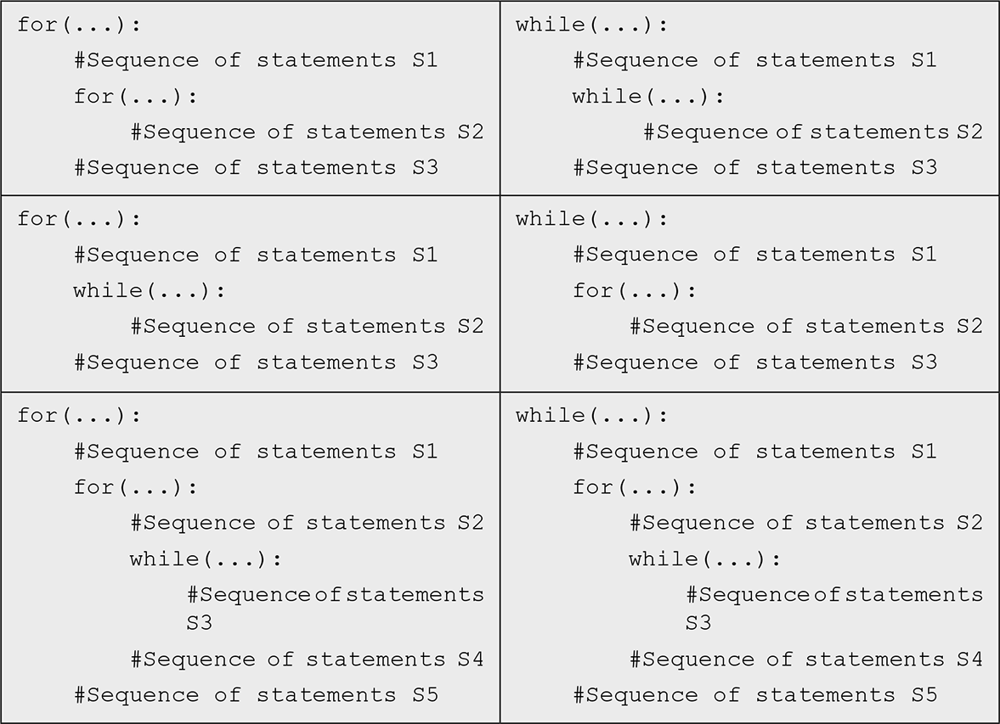 for(...):
#Sequence of statements S1
for(...):
#Sequence of statements S2
#Sequence of statements S3
while(...):
#Sequence of statements S1
while(...):
#Sequence of statements S2
#Sequence of statements S3
for(...):
#Sequence of statements S1
while(...):
#Sequence of statements S2
#Sequence of statements S3
while(...):
#Sequence of statements S1
for(...):
#Sequence of statements S2
#Sequence of statements S3
for(...):
#Sequence of statements S1
for(...):
#Sequence of statements S2
while(...):
#Sequence of statements
S3
#Sequence of statements S4
#Sequence of statements S5
while(...):
#Sequence of statements S1
for(...):
#Sequence of statements S2
while(...):
#Sequence of statements
S3
#Sequence of statements S4
#Sequence of statements S5